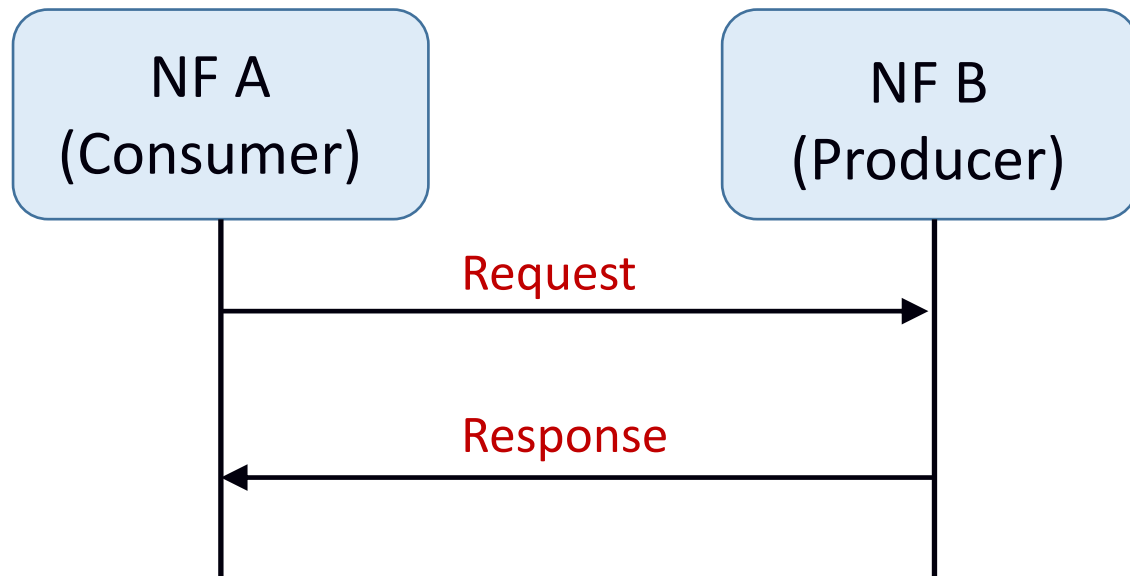 NF A
(Consumer)
NF B
(Producer)
Request
Response